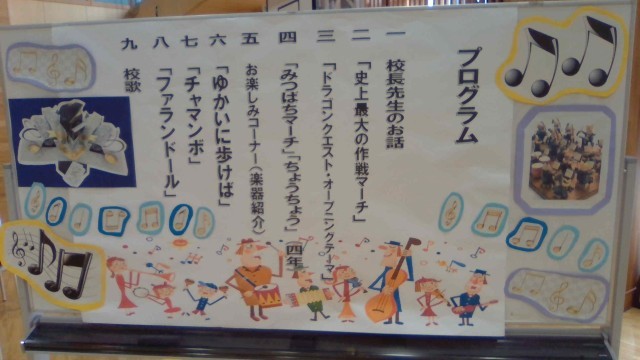 プログラム
一 校長先生のお話
二 「史上最大の作戦マーチ」
三 「ドラゴンクエスト・オープニングテーマ」
四 「みつばちマーチ」「ちょうちょう」 四年
五 お楽しみコーナー(楽器紹介)
六 「ゆかいに歩けば」
七 「チャマンボ」
八 「ファランドール」
九 校歌